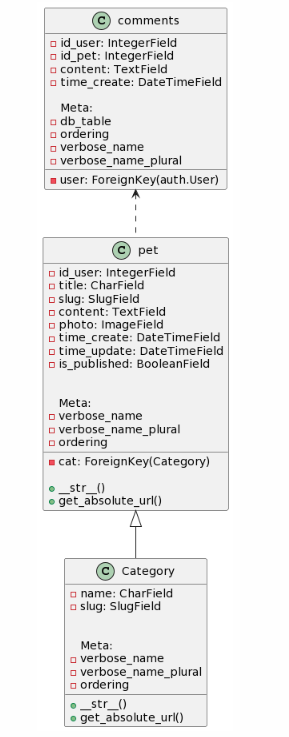 C comments
id_user: IntegerField
id_pet: IntegerField
content: TextField
time_create: DateTimeField
Meta:
db_table
ordering
verbose_name
verbose_name_plural
user: ForeignKey(auth.User)
C pet
id_user: IntegerField
title: CharField
slug: SlugField
content: TextField
photo: ImageField
time_create: DateTimeField
time_update: DateTimeField
is_published: BooleanField
Meta:
verbose_name
verbose_name_plural
ordering
cat: ForeignKey(Category)
__str__()
get_absolute_url()
C Category
name: CharField
slug: SlugField
Meta:
verbose_name
verbose_name_plural
ordering
__str__()
get_absolute_url()